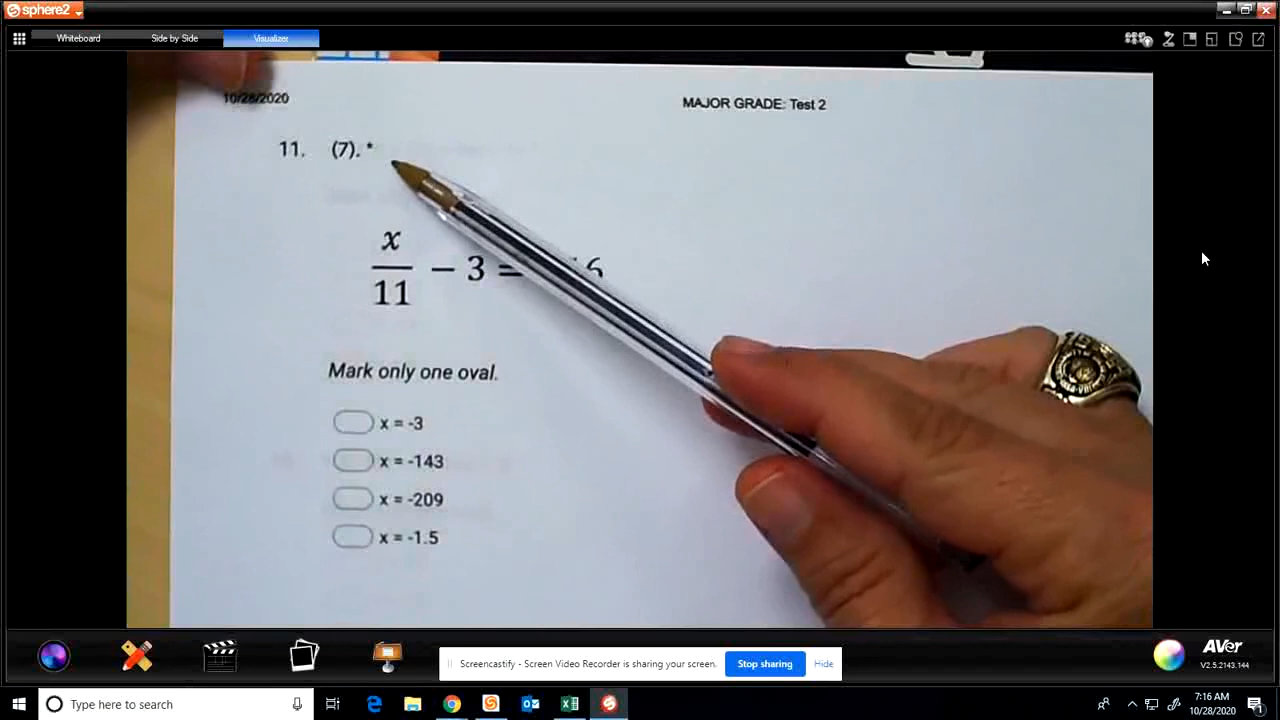 sphere2
Whiteboard
Side by Side
Visualizer
10/28/2020
MAJOR GRADE: Test 2
11. (7). *
x
11
− 3 =
6
Mark only one oval.
x = -3
x = -143
x = -209
x = -1.5
Screencastify - Screen Video Recorder is sharing your screen.
Stop sharing
Hide
AVer
V2.5.2143.144
Type here to search
7:16 AM
10/28/2020